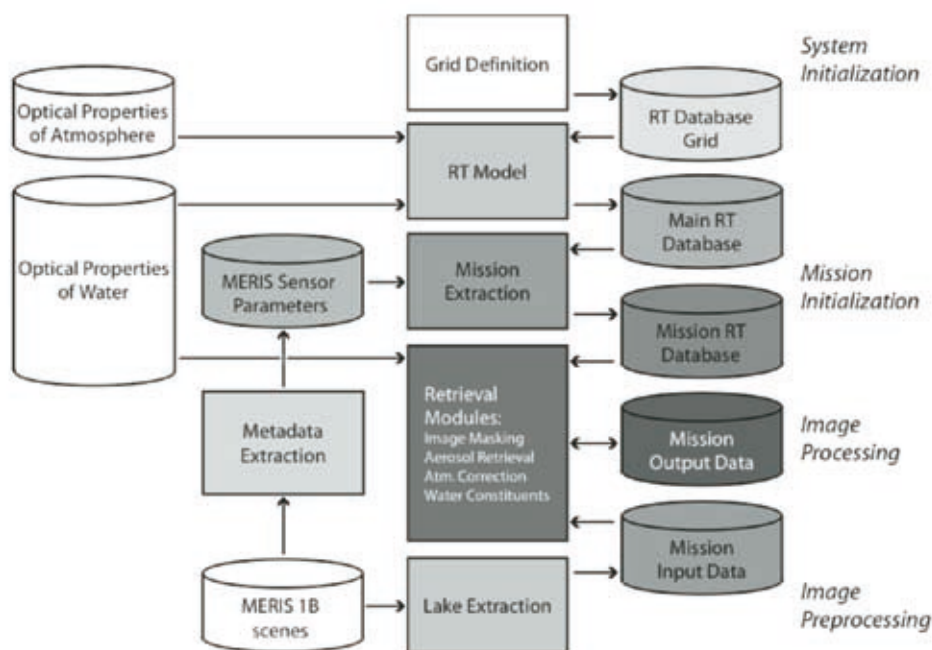 Grid Definition
System
Initialization
Optical Properties
of Atmosphere
RT Database
Grid
RT Model
Main RT
Database
Optical Properties
of Water
MERIS Sensor
Parameters
Mission
Extraction
Mission
Initialization
Mission RT
Database
Retrieval
Modules:
Image Masking
Aerosol Retrieval
Atm. Correction
Water Constituents
Metadata
Extraction
Mission
Output Data
Image
Processing
Mission
Input Data
MERIS 1B
scenes
Lake Extraction
Image
Preprocessing